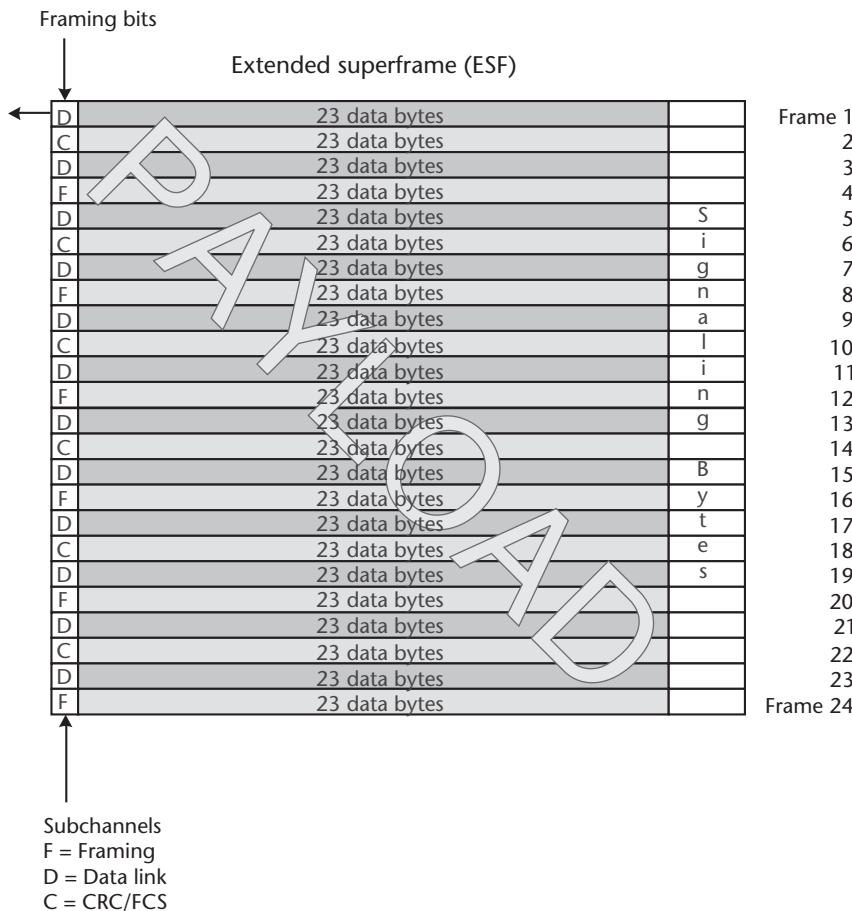 Framing bits
Extended superframe (ESF)
D 23 data bytes Frame 1
C 23 data bytes 2
D 23 data bytes 3
F 23 data bytes 4
D 23 data bytes S 5
C 23 data bytes i 6
D 23 data bytes g 7
F 23 data bytes n 8
D 23 data bytes a 9
C 23 data bytes l 10
D 23 data bytes i 11
F 23 data bytes n 12
D 23 data bytes g 13
C 23 data bytes 14
D 23 data bytes B 15
F 23 data bytes y 16
D 23 data bytes t 17
C 23 data bytes e 18
D 23 data bytes s 19
F 23 data bytes 20
D 23 data bytes 21
C 23 data bytes 22
D 23 data bytes 23
F 23 data bytes Frame 24
PAYLOAD
Subchannels
F = Framing
D = Data link
C = CRC/FCS